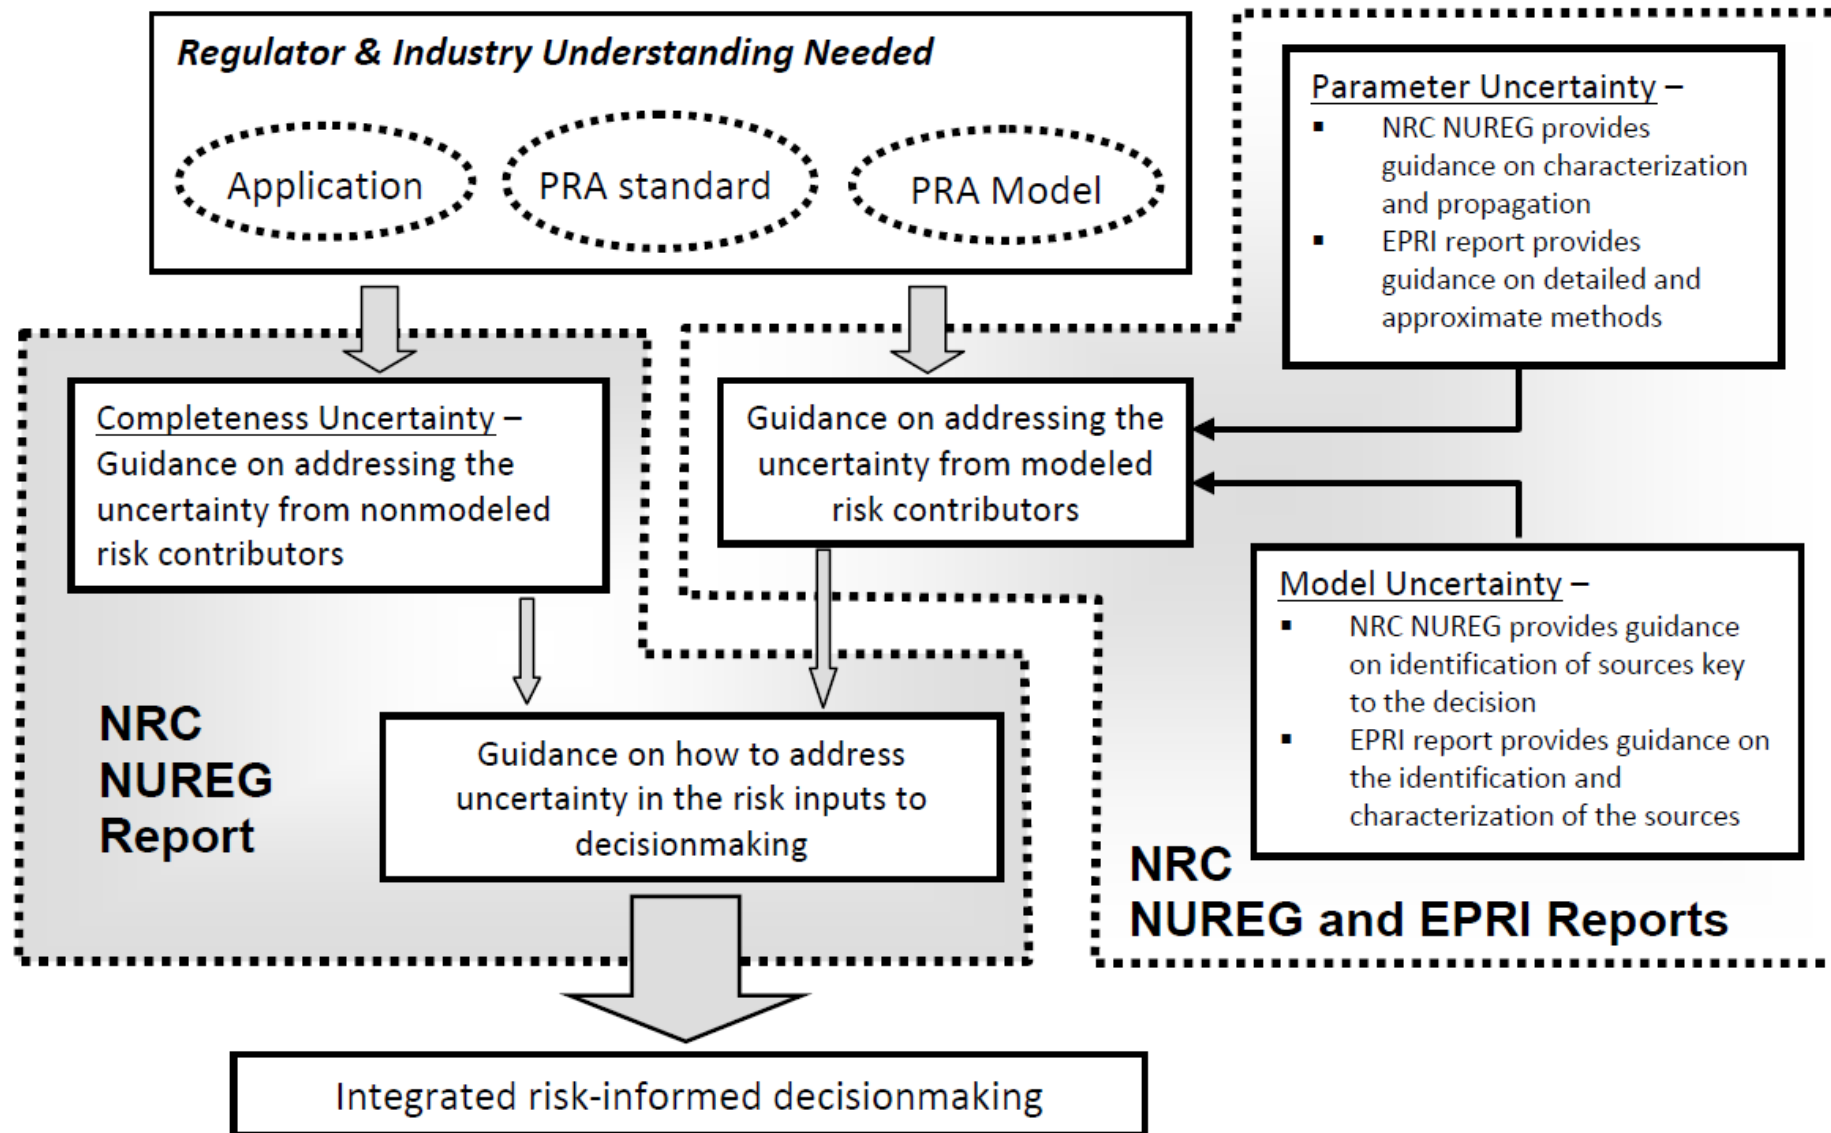 Regulator & Industry Understanding Needed
Application
PRA standard
PRA Model
Parameter Uncertainty –
▪ NRC NUREG provides
guidance on characterization
and propagation
▪ EPRI report provides
guidance on detailed and
approximate methods
Completeness Uncertainty –
Guidance on addressing the
uncertainty from nonmodeled
risk contributors
Guidance on addressing the
uncertainty from modeled
risk contributors
Model Uncertainty –
▪ NRC NUREG provides guidance
on identification of sources key
to the decision
▪ EPRI report provides guidance on
the identification and
characterization of the sources
NRC
NUREG
Report
Guidance on how to address
uncertainty in the risk inputs to
decisionmaking
NRC
NUREG and EPRI Reports
Integrated risk-informed decisionmaking